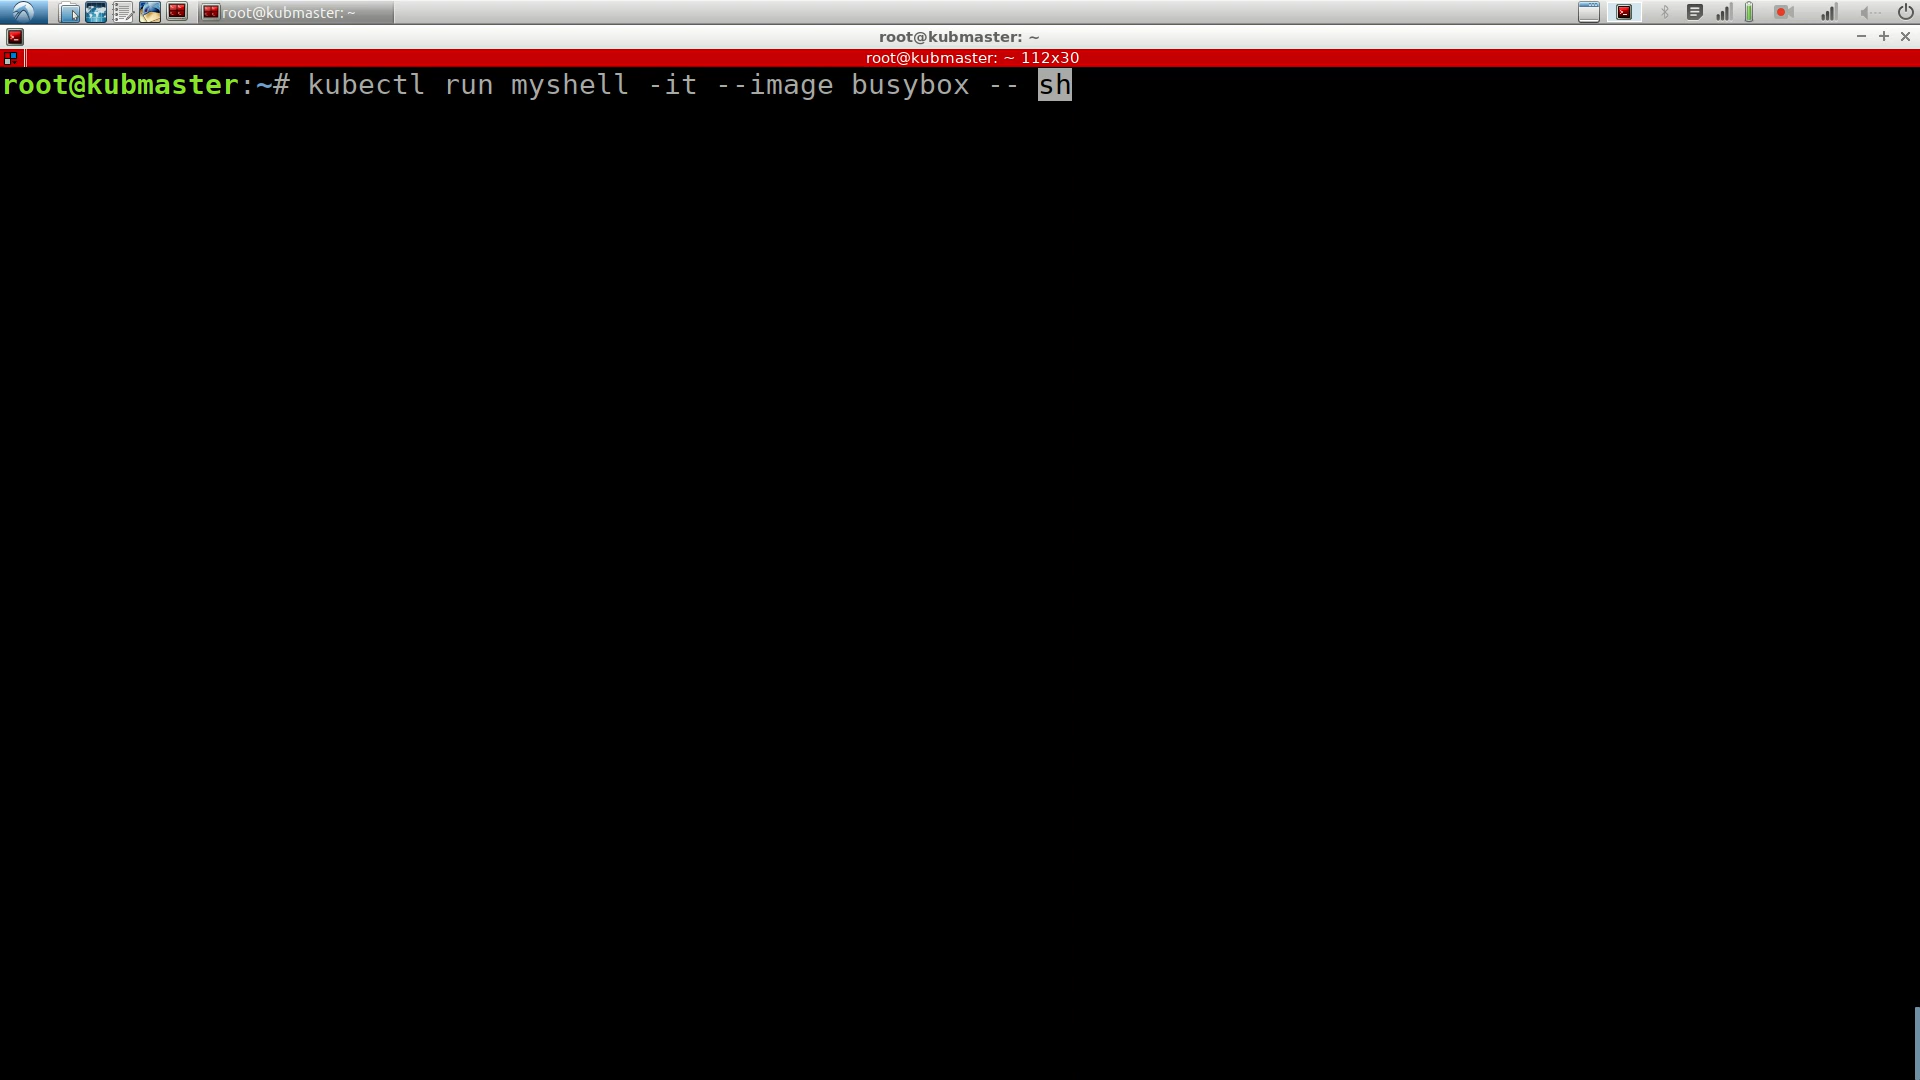 root@kubmaster: ~
root@kubmaster: ~
root@kubmaster: ~ 112x30
root@kubmaster:~# kubectl run myshell -it --image busybox -- sh